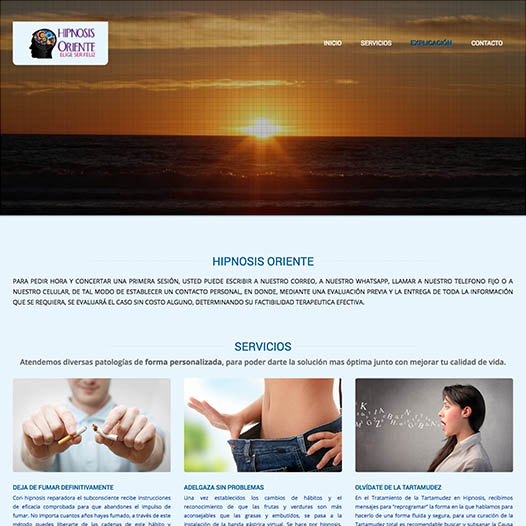 HIPNOSIS
ORIENTE
ELIGE SER FELIZ
INICIO SERVICIOS EXPLICACIÓN CONTACTO
HIPNOSIS ORIENTE
PARA PEDIR HORA Y CONCERTAR UNA PRIMERA SESIÓN, USTED PUEDE ESCRIBIR A NUESTRO CORREO, A NUESTRO WHATSAPP, LLAMAR A NUESTRO TELEFONO FIJO O A
NUESTRO CELULAR, DE TAL MODO DE ESTABLECER UN CONTACTO PERSONAL, EN DONDE, MEDIANTE UNA EVALUACIÓN PREVIA Y LA ENTREGA DE TODA LA INFORMACIÓN
QUE SE REQUIERA, SE EVALUARÁ EL CASO SIN COSTO ALGUNO, DETERMINANDO SU FACTIBILIDAD TERAPEUTICA EFECTIVA.
SERVICIOS
Atendemos diversas patologías de forma personalizada, para poder darte la solución mas óptima junto con mejorar tu calidad de vida.
DEJA DE FUMAR DEFINITIVAMENTE
Con hipnosis reparadora el subconsciente recibe instrucciones
de eficacia comprobada para que abandones el impulso de
fumar. No importa cuantos años hayas fumado, a través de este
método puedes liberarte de las cadenas de este hábito y
ADELGAZA SIN PROBLEMAS
Una vez establecidos los cambios de hábitos y el
reconocimiento de que las frutas y verduras son más
aconsejables que las grasas y embutidos, se pasa a la
instalación de la banda gástrica virtual. Se hace por hipnosis,
OLVÍDATE DE LA TARTAMUDEZ
En el Tratamiento de la Tartamudez en Hipnosis, recibimos
mensajes para "reprogramar" la forma en la que hablamos para
hacerlo de una forma fluida y segura, para una curación de la
Tartamudez total es recomendable buscar y subsanar la Causa